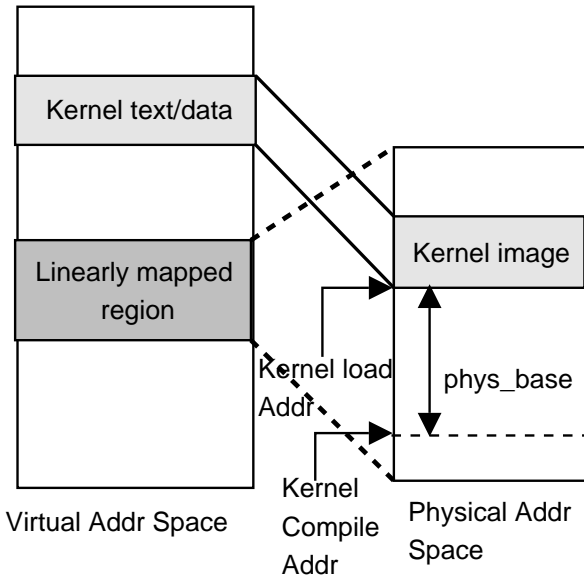 Kernel text/data
Linearly mapped
region
Kernel image
Kernel load
Addr
phys_base
Kernel
Compile
Addr
Virtual Addr Space
Physical Addr
Space